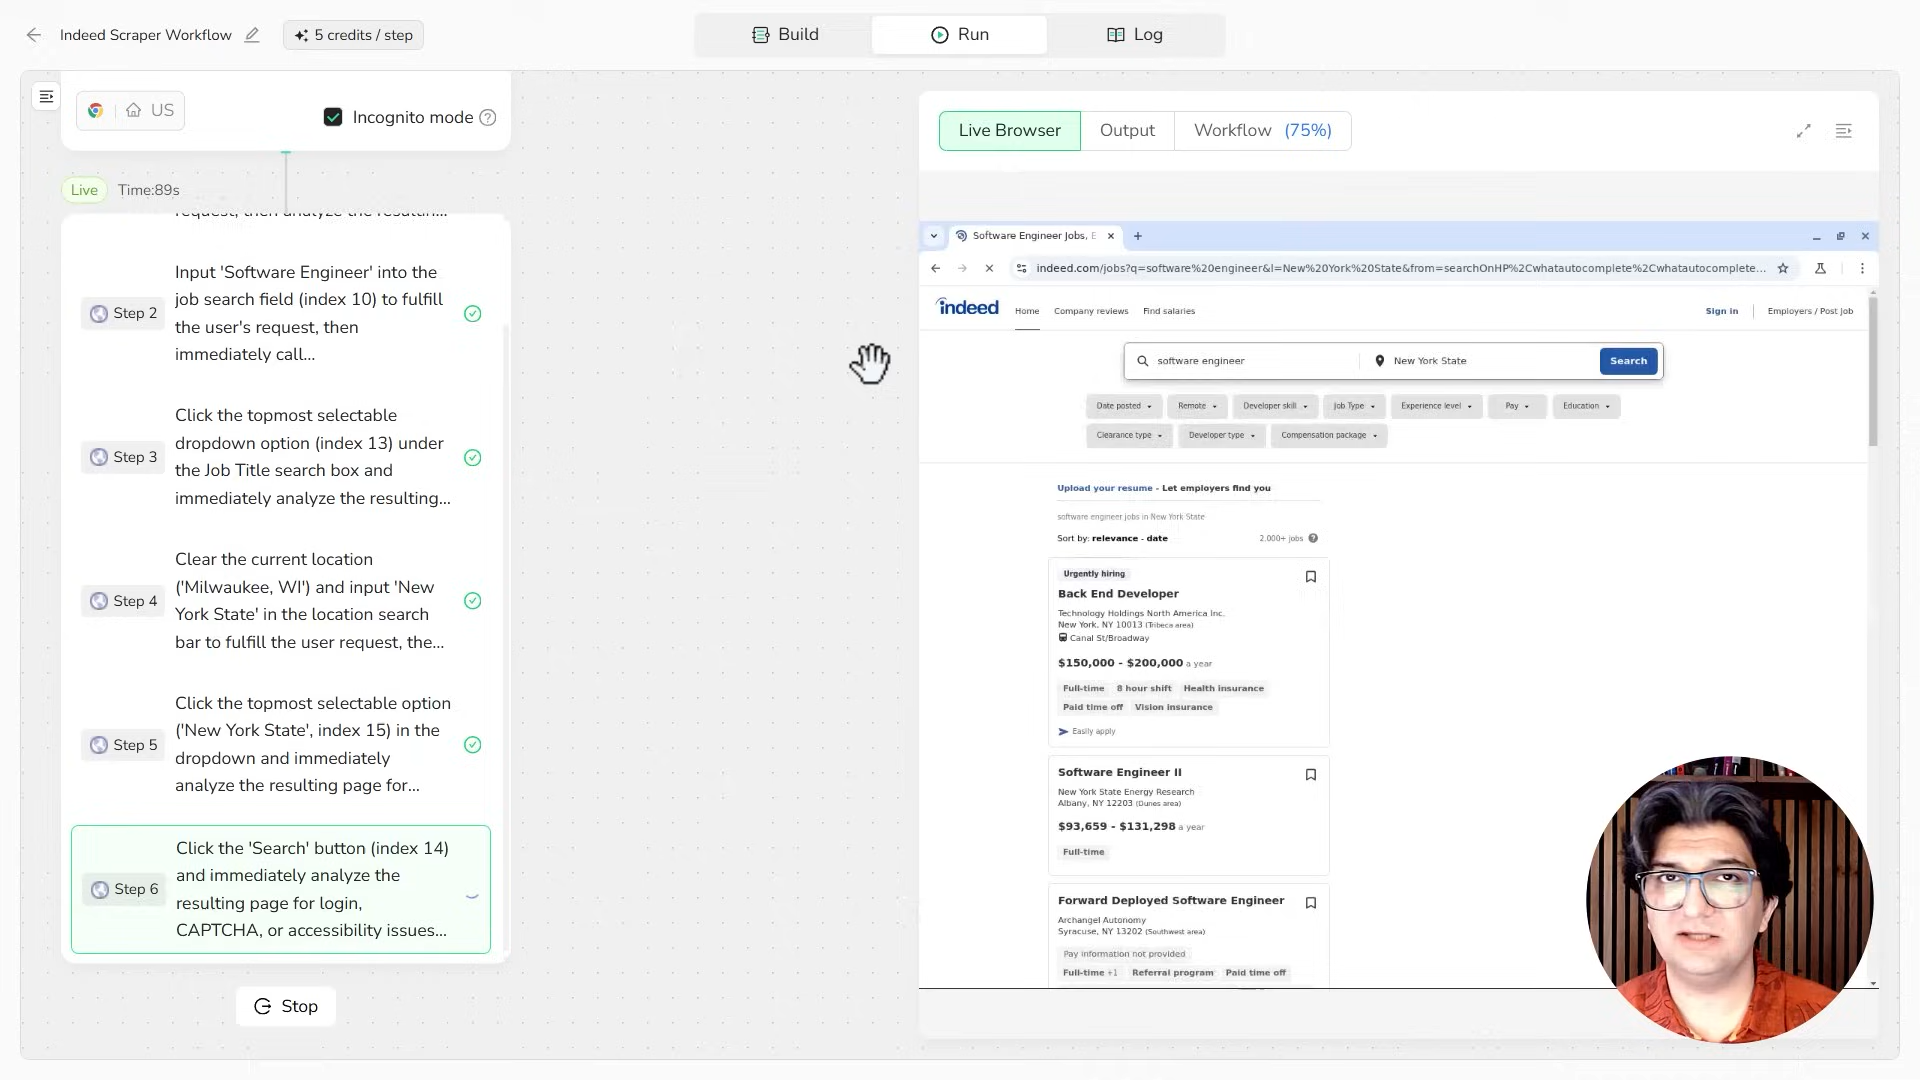 Indeed Scraper Workflow
5 credits / step
Build
Run
Log
US
Incognito mode
Live
Time:89s
request, then analyze the resultin...
Step 2
Input 'Software Engineer' into the
job search field (index 10) to fulfill
the user's request, then
immediately call...
Step 3
Click the topmost selectable
dropdown option (index 13) under
the Job Title search box and
immediately analyze the resulting...
Step 4
Clear the current location
('Milwaukee, WI') and input 'New
York State' in the location search
bar to fulfill the user request, the...
Step 5
Click the topmost selectable option
('New York State', index 15) in the
dropdown and immediately
analyze the resulting page for...
Step 6
Click the 'Search' button (index 14)
and immediately analyze the
resulting page for login,
CAPTCHA, or accessibility issues...
Stop
Live Browser
Output
Workflow (75%)
Software Engineer Jobs, E
indeed.com/jobs?q=software%20engineer&l=New%20York%20State&from=searchOnHP%2Cwhatautocomplete%2Cwhatautocomplete...
indeed
Home
Company reviews
Find salaries
Sign in
Employers / Post Job
software engineer
New York State
Search
Date posted
Remote
Developer skill
Job Type
Experience level
Pay
Education
Clearance type
Developer type
Compensation package
Upload your resume - Let employers find you
software engineer jobs in New York State
Sort by: relevance - date
2,000+ jobs
Urgently hiring
Back End Developer
Technology Holdings North America Inc.
New York, NY 10013 (Tribeca area)
Canal St/Broadway
$150,000 - $200,000 a year
Full-time
8 hour shift
Health insurance
Paid time off
Vision insurance
Easily apply
Software Engineer II
New York State Energy Research
Albany, NY 12203 (Dunes area)
$93,659 - $131,298 a year
Full-time
Forward Deployed Software Engineer
Archangel Autonomy
Syracuse, NY 13202 (Southwest area)
Pay information not provided
Full-time +1
Referral program
Paid time off